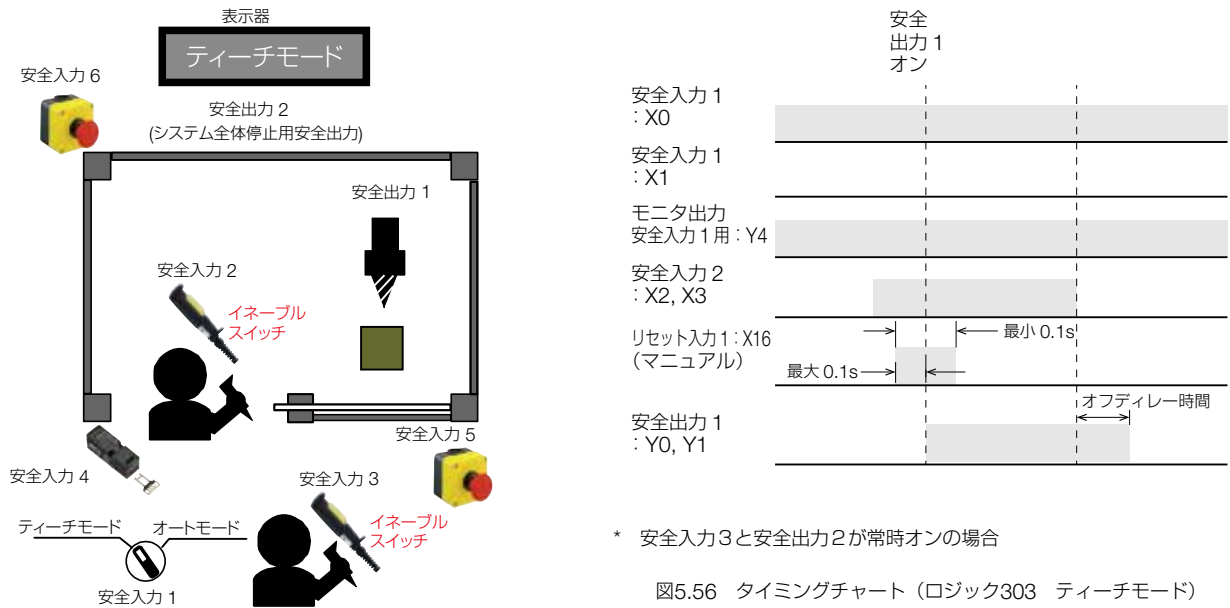 表示器
ティーチモード
安全入力 6
安全出力 2
(システム全体停止用安全出力)
安全出力 1
安全入力 2
イネーブル
スイッチ
安全入力 5
安全入力 4
安全入力 3
イネーブル
スイッチ
ティーチモード
オートモード
安全入力 1
安全
出力 1
オン
安全入力 1
:X0
安全入力 1
:X1
モニタ出力
安全入力 1 用:Y4
安全入力 2
:X2, X3
リセット入力 1:X16
(マニュアル)
最小 0.1s
最大 0.1s
オフディレー時間
安全出力 1
:Y0, Y1
* 安全入力3と安全出力2が常時オンの場合
図5.56 タイミングチャート(ロジック303 ティーチモード)